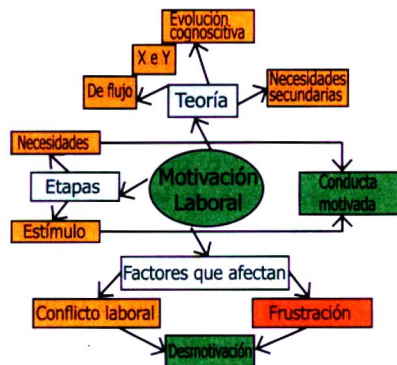 Evolución
cognoscitiva
X e Y
De flujo
Teoría
Necesidades
secundarias
Necesidades
Etapas
Motivación
Laboral
Conducta
motivada
Estímulo
Factores que afectan
Conflicto laboral
Frustración
Desmotivación